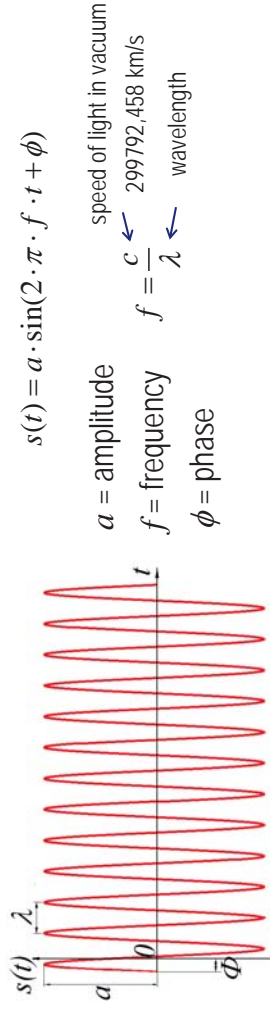 s(t) = a · sin(2 · π · f · t + ϕ)
s(t)
λ
a
0
t
Φ
a = amplitude
f = frequency
ϕ = phase
f = c / λ
speed of light in vacuum
299792,458 km/s
wavelength